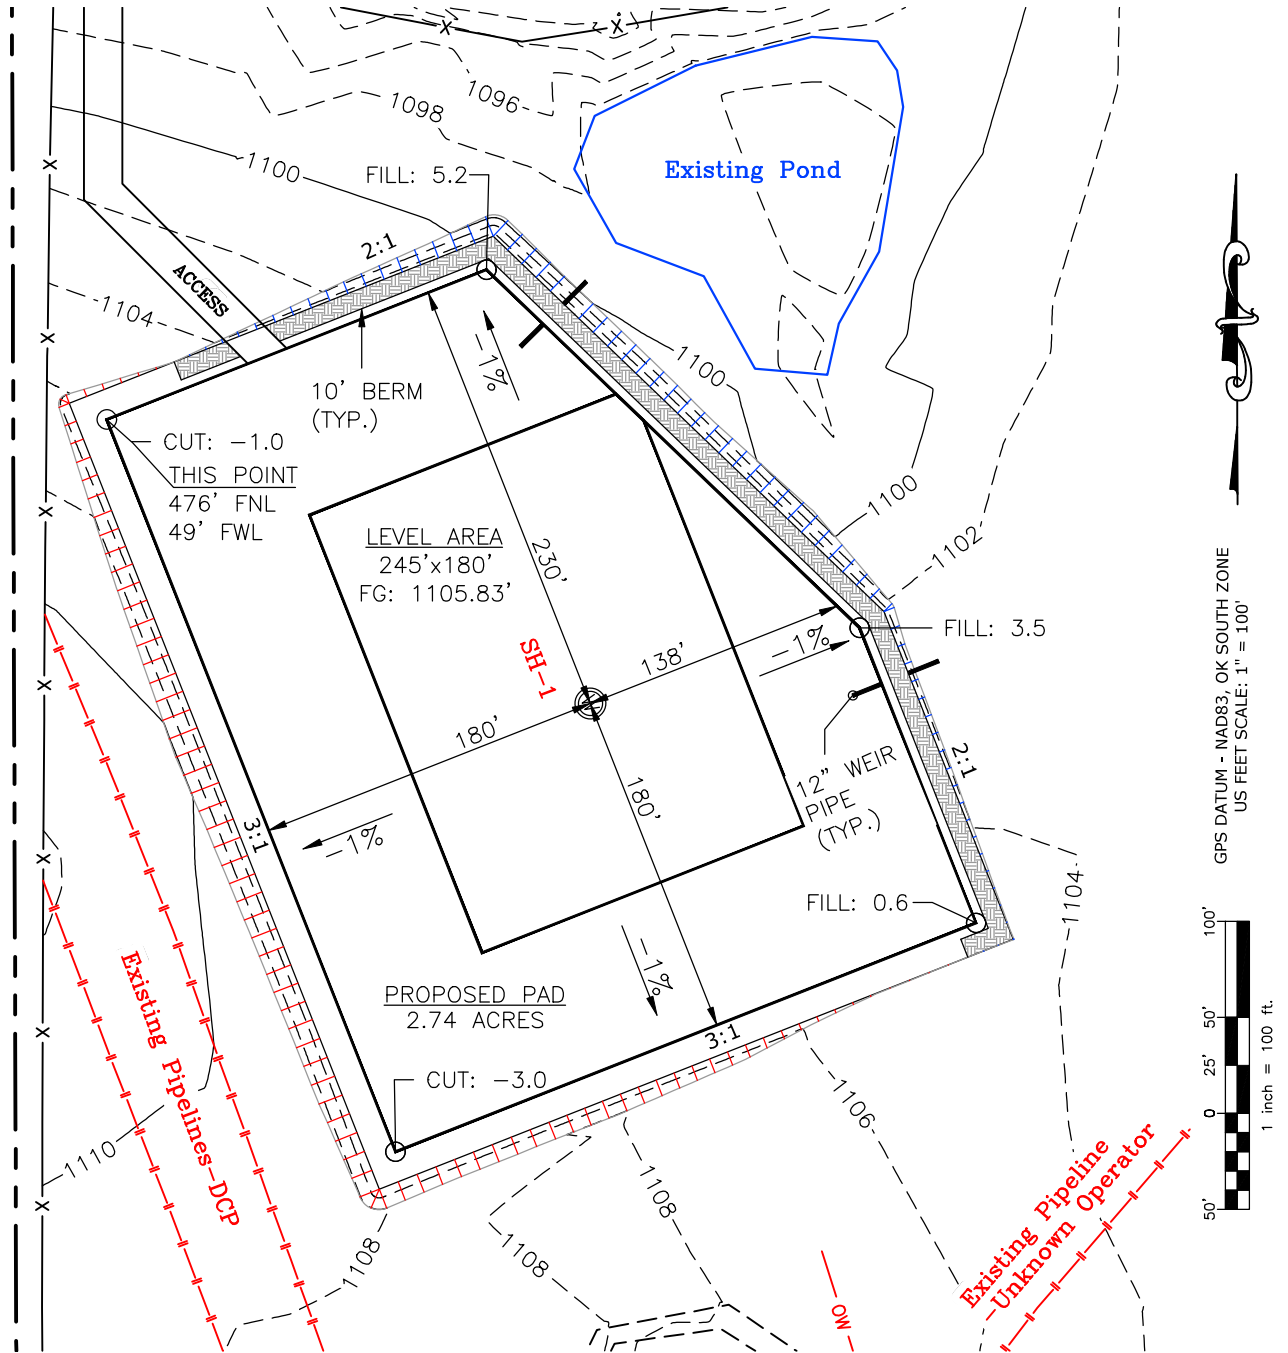 X
X
1098
1096
1100
FILL: 5.2
Existing Pond
X
2:1
ACCESS
1104
X
-1%
1100
10' BERM
(TYP.)
CUT: -1.0
THIS POINT
476' FNL
49' FWL
X
LEVEL AREA
245'x180'
FG: 1105.83'
230'
1100
1102
GPS DATUM - NAD83, OK SOUTH ZONE
US FEET SCALE: 1" = 100'
SH-1
138'
-1%
FILL: 3.5
X
180'
180'
2:1
12" WEIR
PIPE
(TYP.)
3:1
-1%
X
1104
FILL: 0.6
-1%
100'
50'
25'
0
50'
1 inch = 100 ft.
PROPOSED PAD
2.74 ACRES
Existing Pipelines-DCP
X
3:1
CUT: -3.0
1106
1110
1108
X
1108
1108
Existing Pipeline
-Unknown Operator
OW